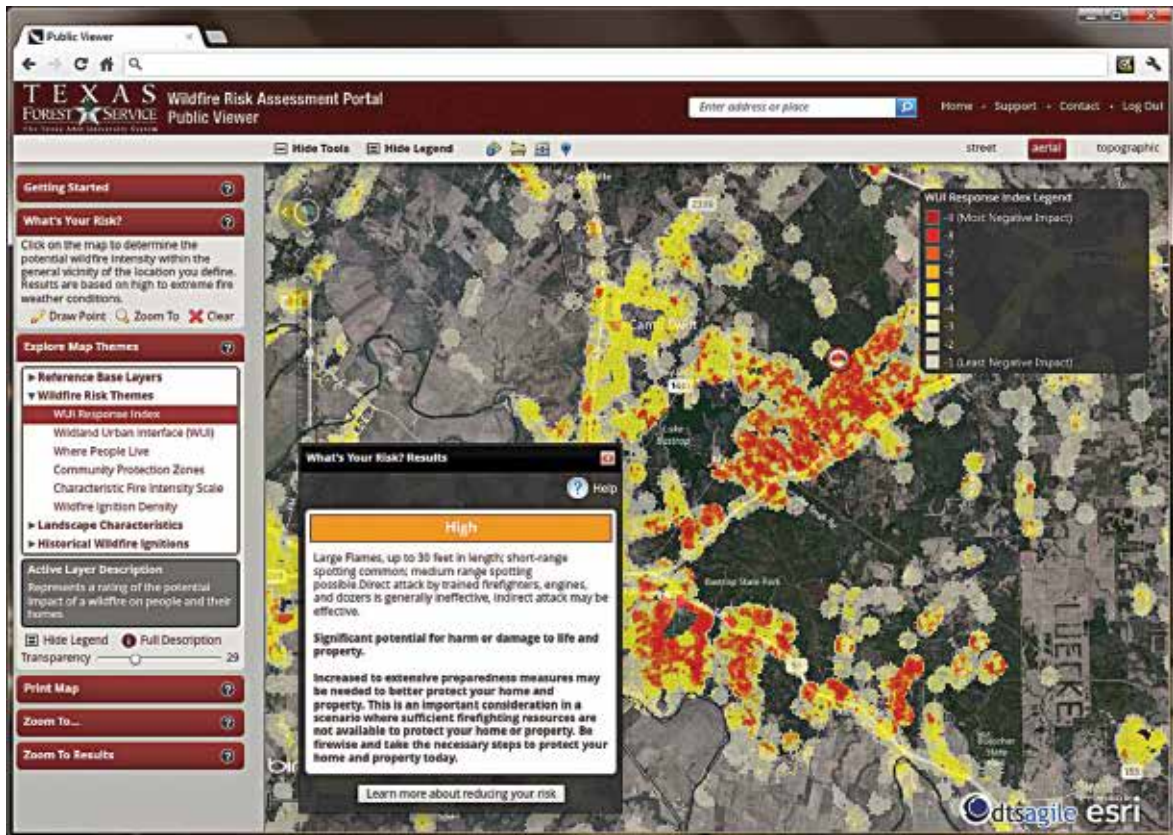 Public Viewer
TEXAS
FOREST SERVICE
The Texas A&M University System
Wildfire Risk Assessment Portal
Public Viewer
Enter address or place
Home • Support • Contact • Log Out
Hide Tools
Hide Legend
street
aerial
topographic
Getting Started
What's Your Risk?
Click on the map to determine the
potential wildfire intensity within the
general vicinity of the location you define.
Results are based on high to extreme fire
weather conditions.
Draw Point
Zoom To
Clear
Explore Map Themes
Reference Base Layers
Wildfire Risk Themes
WUI Response Index
Wildland Urban Interface (WUI)
Where People Live
Community Protection Zones
Characteristic Fire Intensity Scale
Wildfire Ignition Density
Landscape Characteristics
Historical Wildfire Ignitions
Active Layer Description
Represents a rating of the potential
impact of a wildfire on people and their
homes.
Hide Legend
Full Description
Transparency
29
Print Map
Zoom To...
Zoom To Results
WUI Response Index Legend
-9 (Most Negative Impact)
-8
-7
-6
-5
-4
-3
-2
-1 (Least Negative Impact)
2336
Camp Swift
1441
Lake
Bastrop
Bastrop State Park
LUECKE
Buescher
State
153
What's Your Risk? Results
Help
High
Large Flames, up to 30 feet in length; short-range
spotting common; medium range spotting
possible.Direct attack by trained firefighters, engines,
and dozers is generally ineffective, indirect attack may be
effective.
Significant potential for harm or damage to life and
property.
Increased to extensive preparedness measures may
be needed to better protect your home and
property. This is an important consideration in a
scenario where sufficient firefighting resources are
not available to protect your home or property. Be
firewise and take the necessary steps to protect your
home and property today.
Learn more about reducing your risk
bing
dtsagile
esri